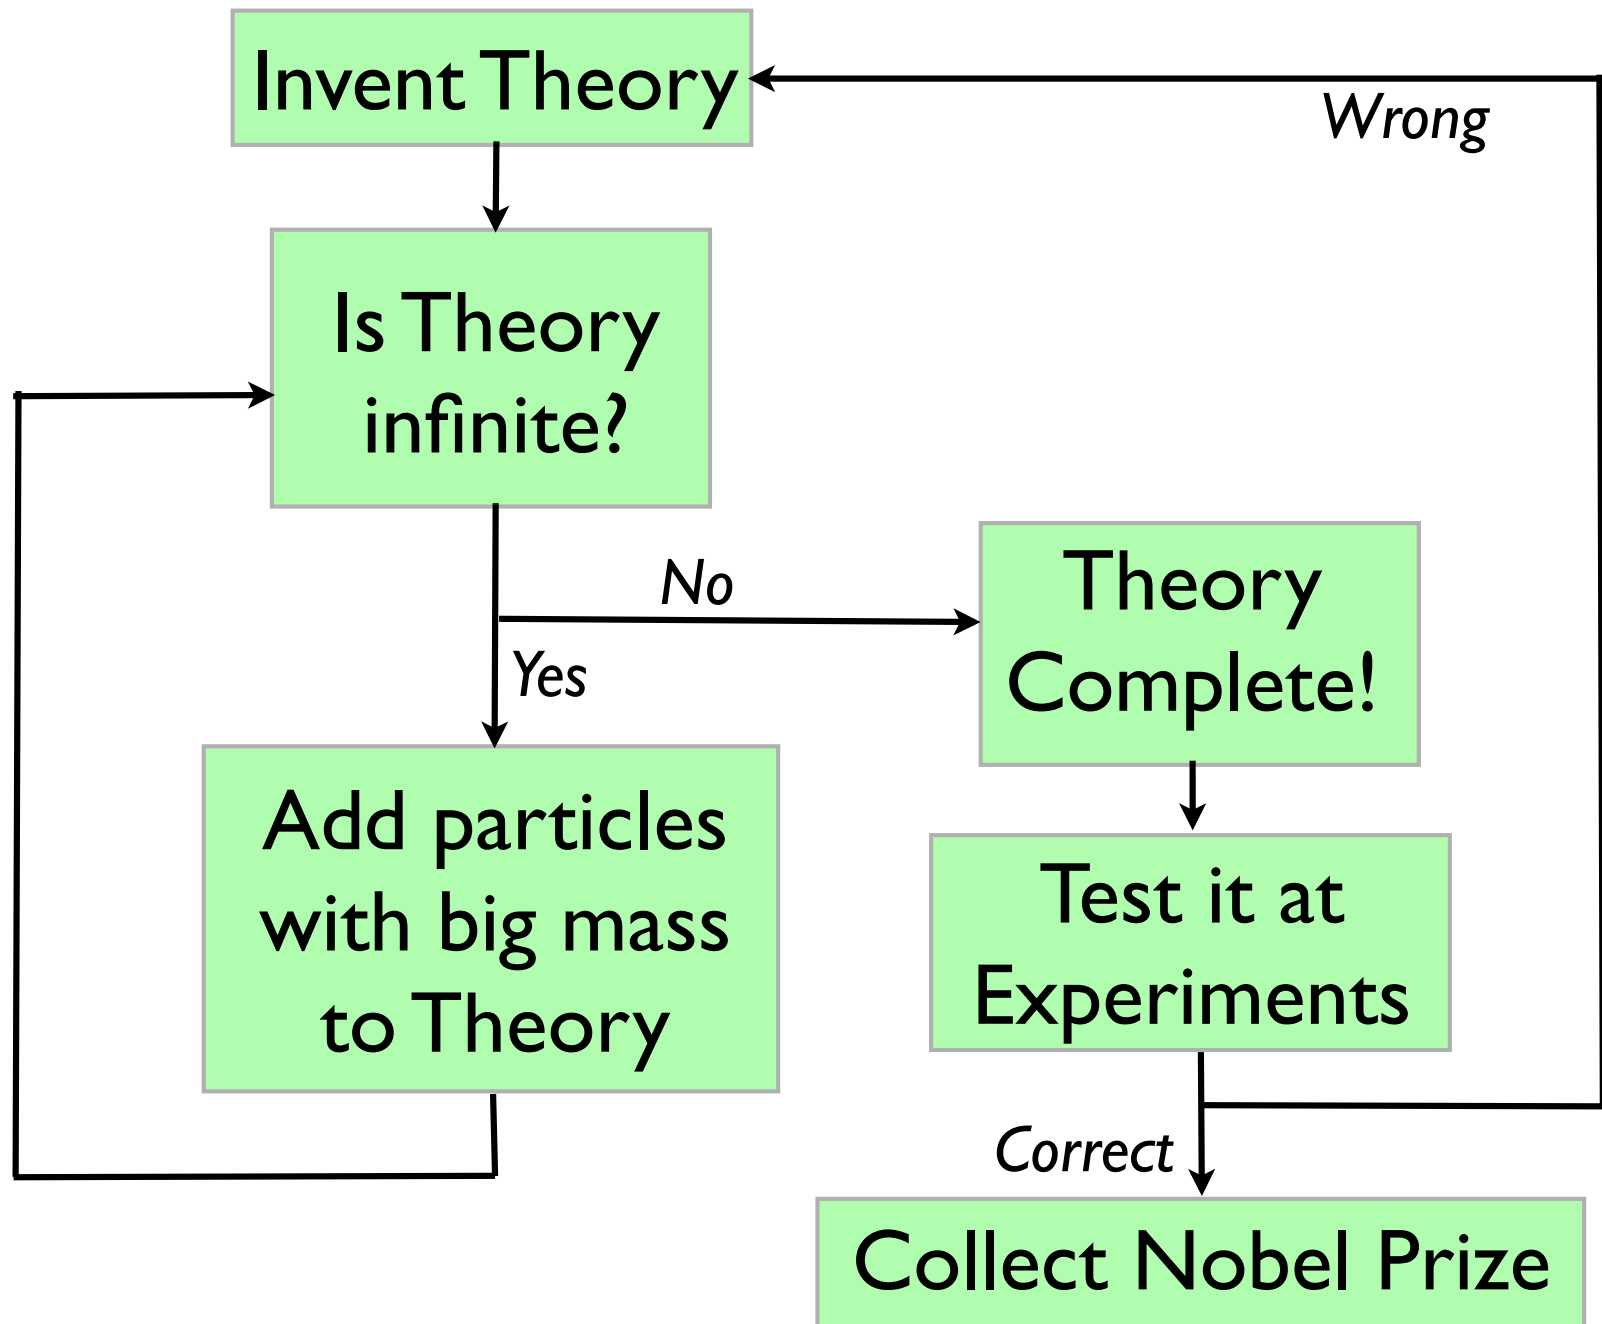 Invent Theory
Wrong
Is Theory
infinite?
No
Yes
Theory
Complete!
Add particles
with big mass
to Theory
Test it at
Experiments
Correct
Collect Nobel Prize